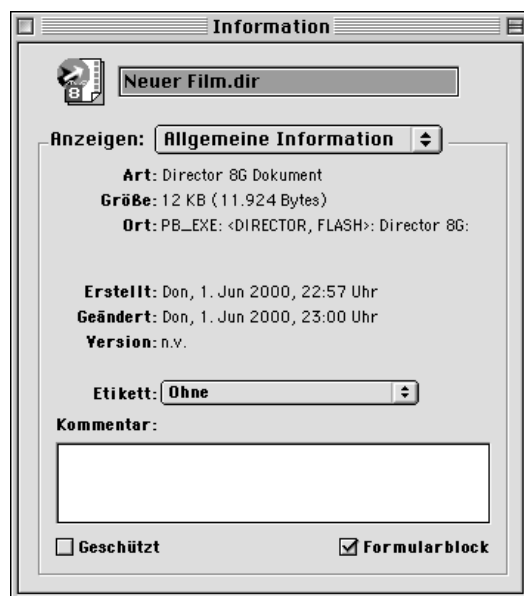 Information
8
Neuer Film.dir
Anzeigen: Allgemeine Information
Art: Director 8G Dokument
Größe: 12 KB (11.924 Bytes)
Ort: PB_EXE: <DIRECTOR, FLASH>: Director 8G:
Erstellt: Don, 1. Jun 2000, 22:57 Uhr
Geändert: Don, 1. Jun 2000, 23:00 Uhr
Version: n.v.
Etikett: Ohne
Kommentar:
Geschützt
Formularblock